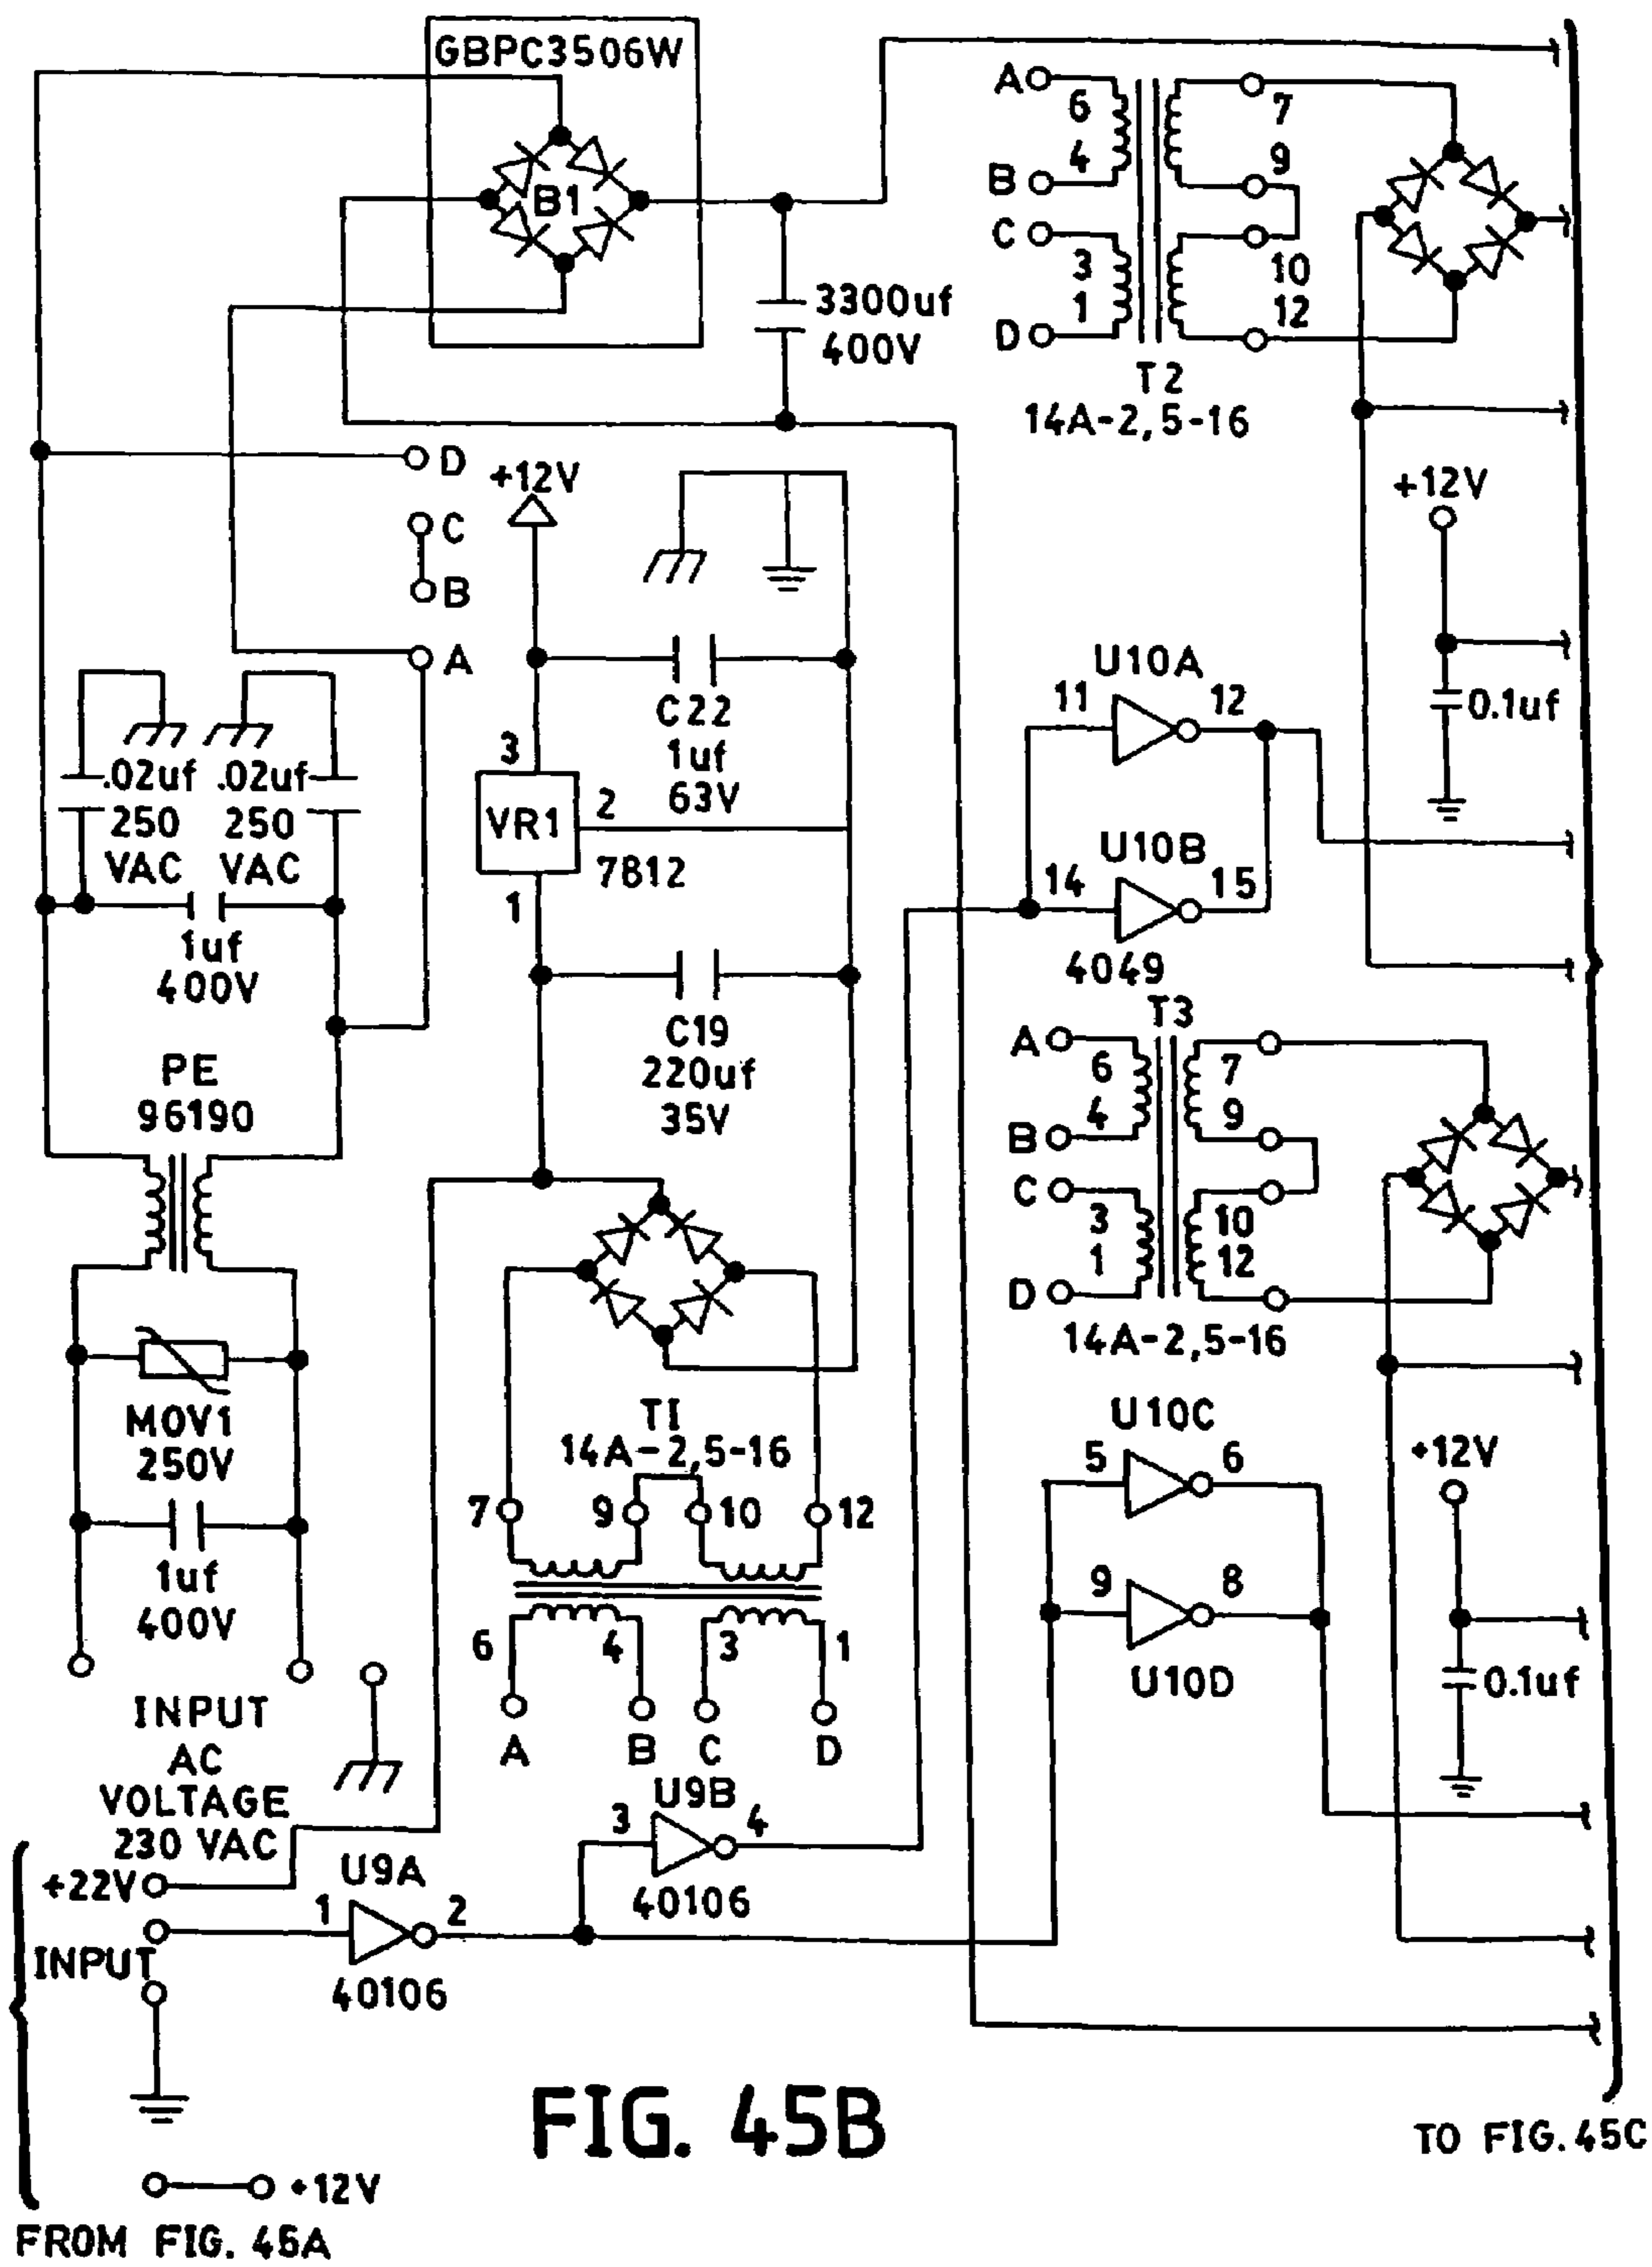 GBPC3506W
B1
3300uf
400V
A
6
7
4
9
B
C
3
10
1
12
D
T2
14A-2,5-16
D
C
B
A
+12V
+12V
0.1uf
.02uf
250
VAC
.02uf
250
VAC
1uf
400V
C22
1uf
63V
3
VR1
2
7812
1
C19
220uf
35V
U10A
11
12
U10B
14
15
4049
T3
A
6
7
4
9
B
C
3
10
1
12
D
14A-2,5-16
PE
96190
MOV1
250V
1uf
400V
INPUT
AC
VOLTAGE
230 VAC
T1
14A-2,5-16
7
9
10
12
6
4
3
1
A
B
C
D
U10C
5
6
9
8
U10D
+12V
0.1uf
U9B
3
4
40106
+22V
U9A
1
2
40106
INPUT
+12V
FROM FIG. 45A
FIG. 45B
TO FIG. 45C